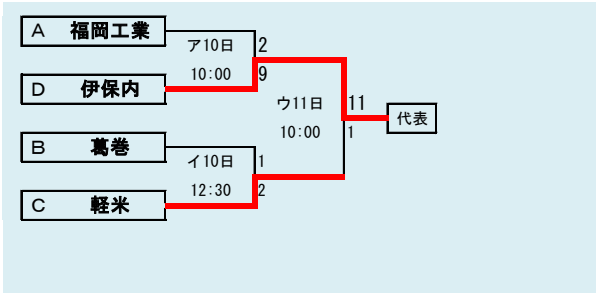 A 福岡工業
ア10日 2
10:00 9
D 伊保内
ウ11日 11
10:00 1
代表
B 葛巻
イ10日 1
12:30 2
C 軽米